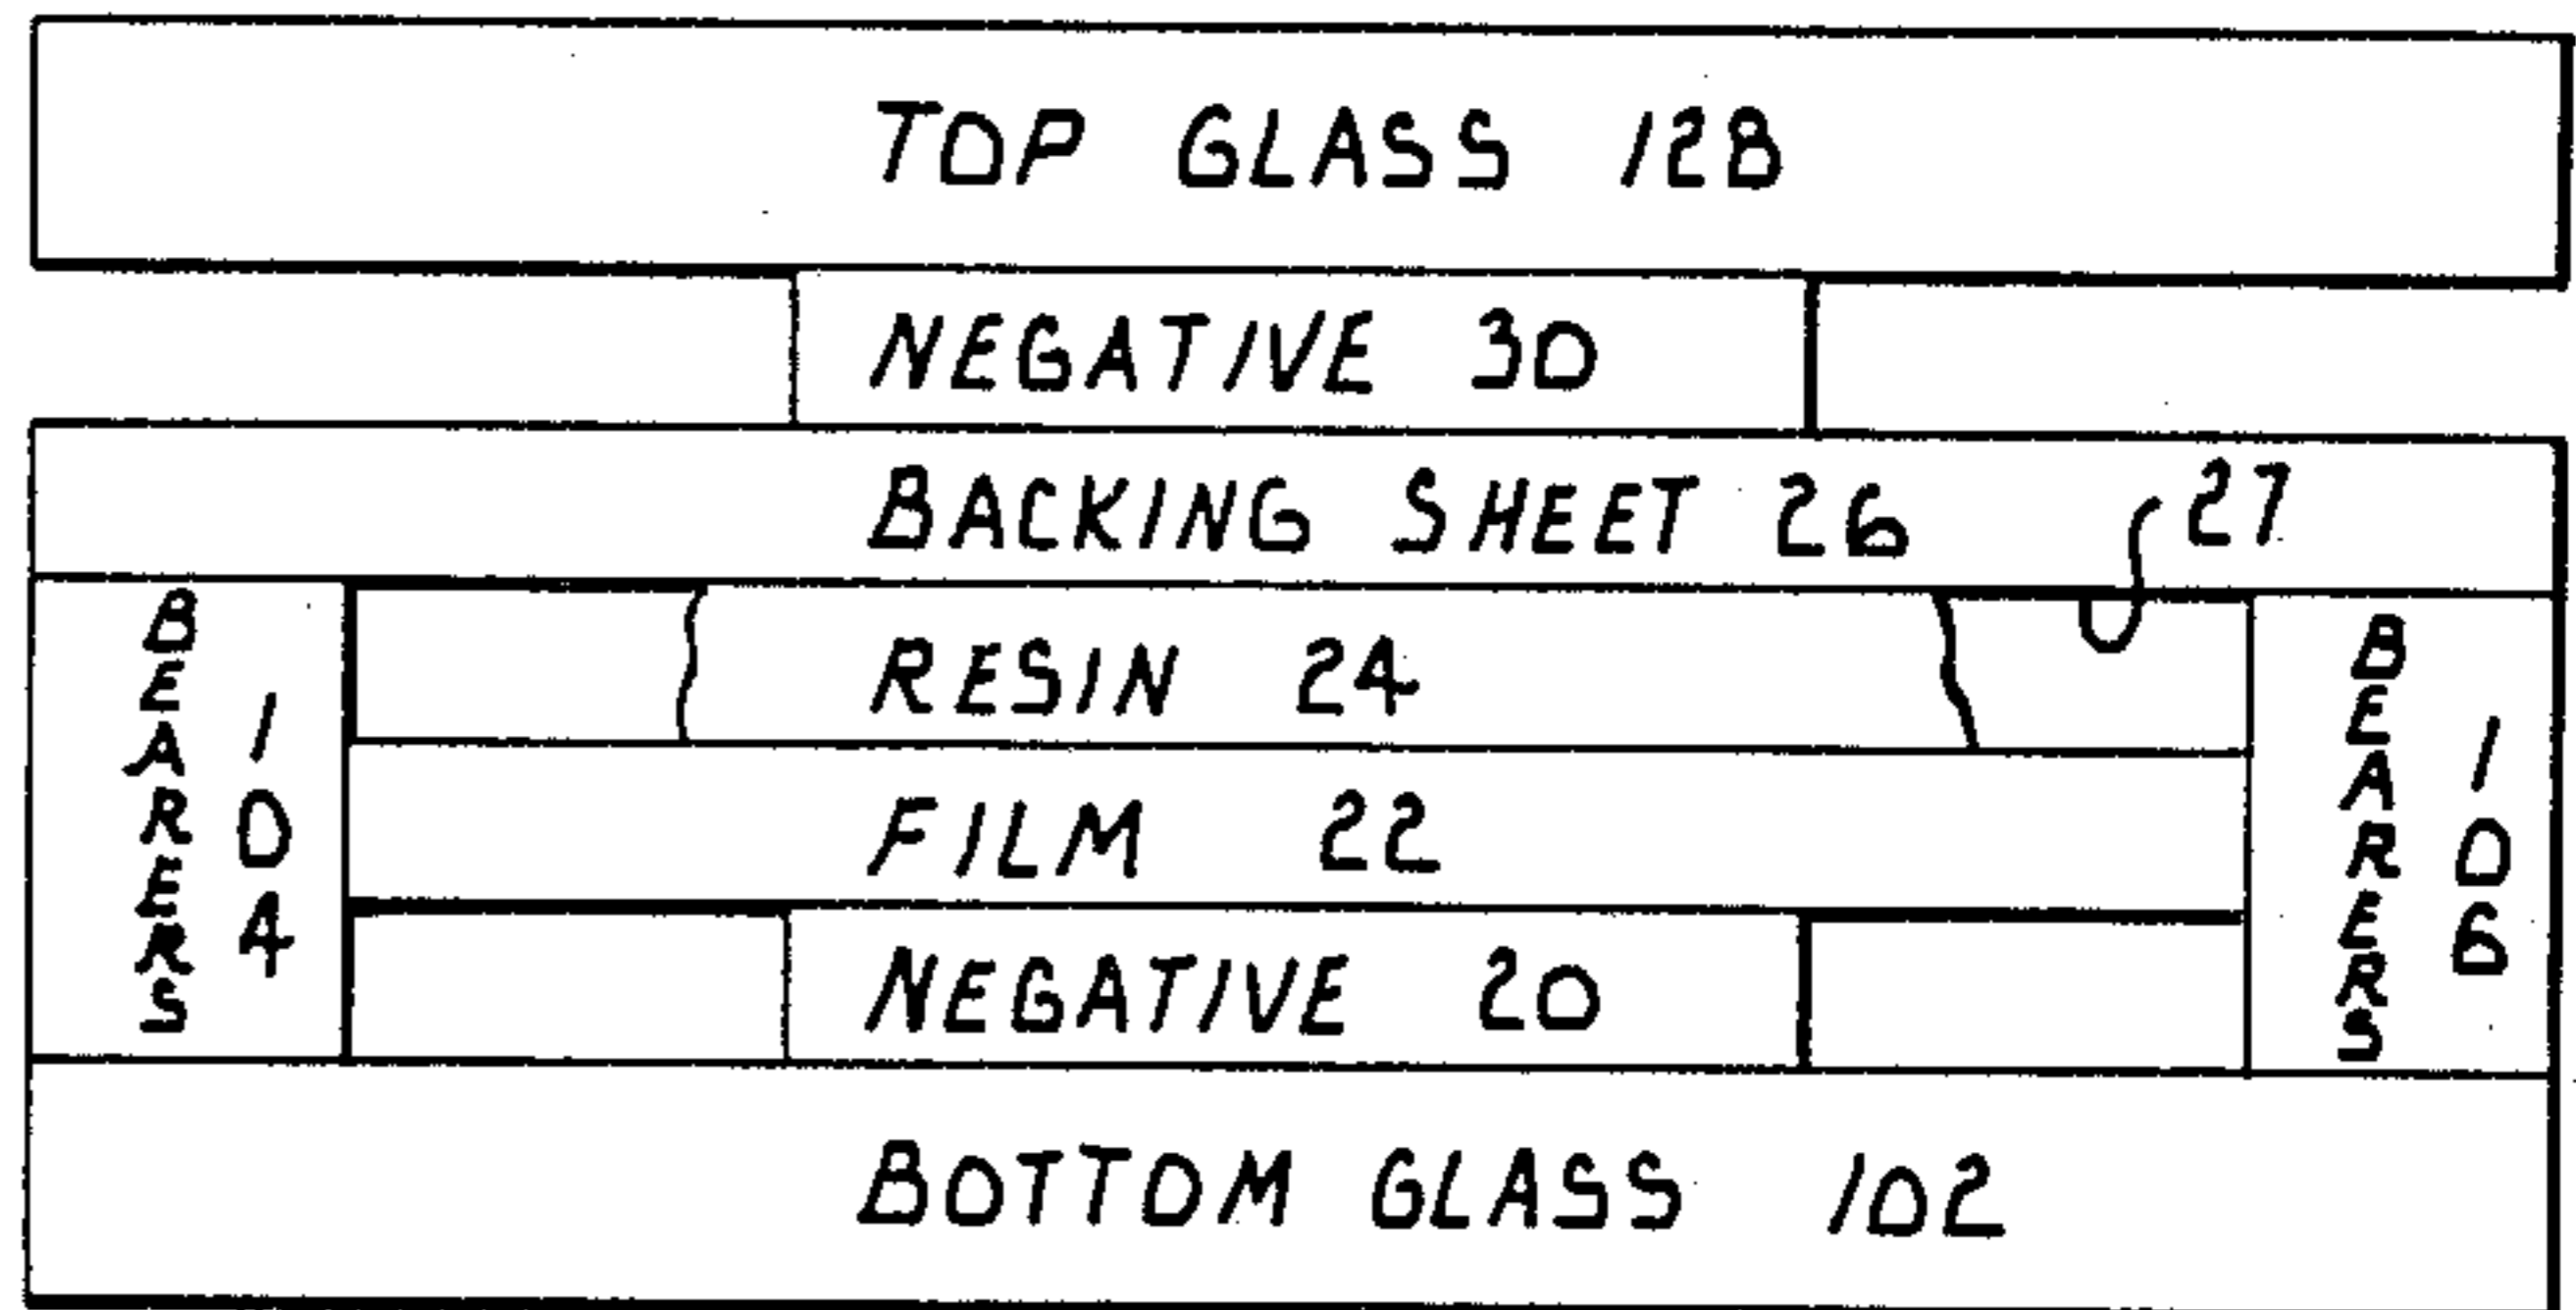 TOP GLASS 128
NEGATIVE 30
BACKING SHEET 26 27
BEARERS 104
RESIN 24
FILM 22
NEGATIVE 20
BEARERS 106
BOTTOM GLASS 102